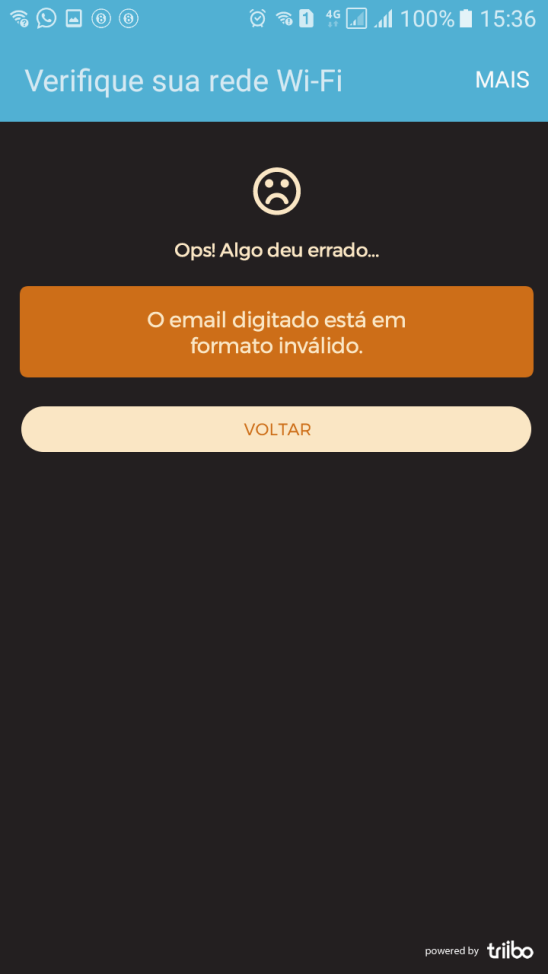 4G 100% 15:36
Verifique sua rede Wi-Fi MAIS
Ops! Algo deu errado...
O email digitado está em
formato inválido.
VOLTAR
powered by triibo